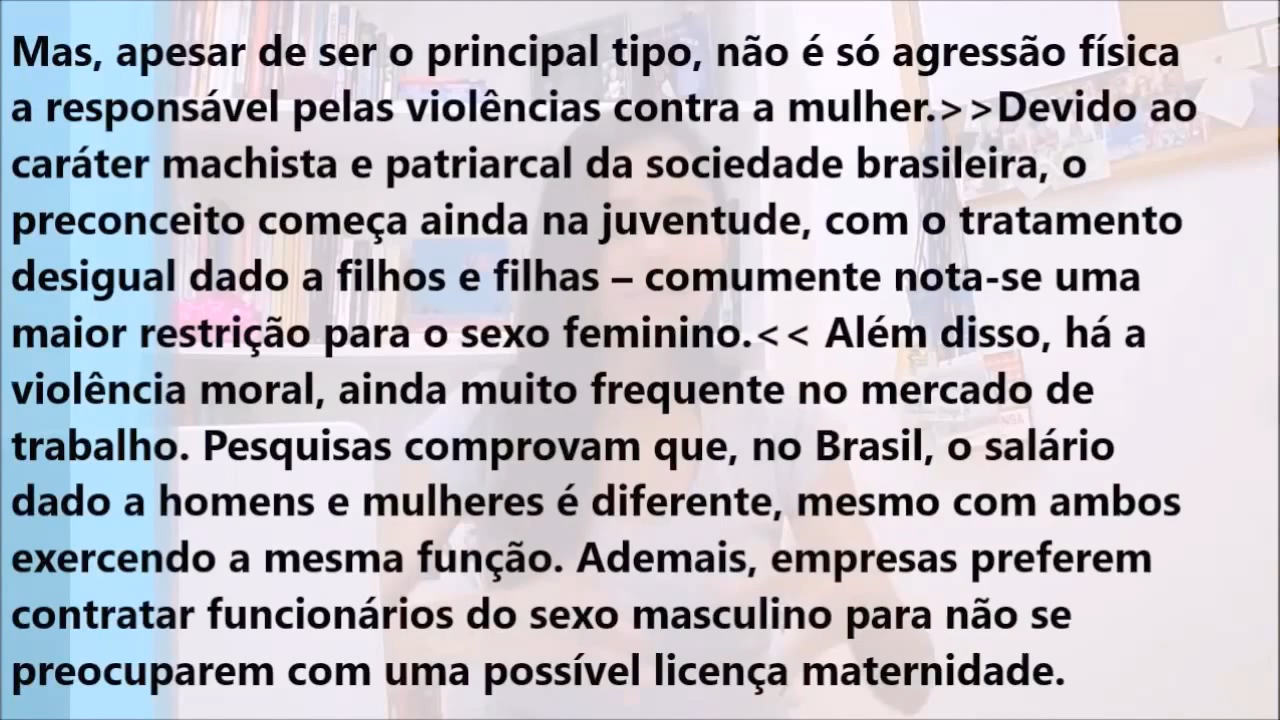 Mas, apesar de ser o principal tipo, não é só agressão física
a responsável pelas violências contra a mulher.>>Devido ao
caráter machista e patriarcal da sociedade brasileira, o
preconceito começa ainda na juventude, com o tratamento
desigual dado a filhos e filhas – comumente nota-se uma
maior restrição para o sexo feminino.<< Além disso, há a
violência moral, ainda muito frequente no mercado de
trabalho. Pesquisas comprovam que, no Brasil, o salário
dado a homens e mulheres é diferente, mesmo com ambos
exercendo a mesma função. Ademais, empresas preferem
contratar funcionários do sexo masculino para não se
preocuparem com uma possível licença maternidade.